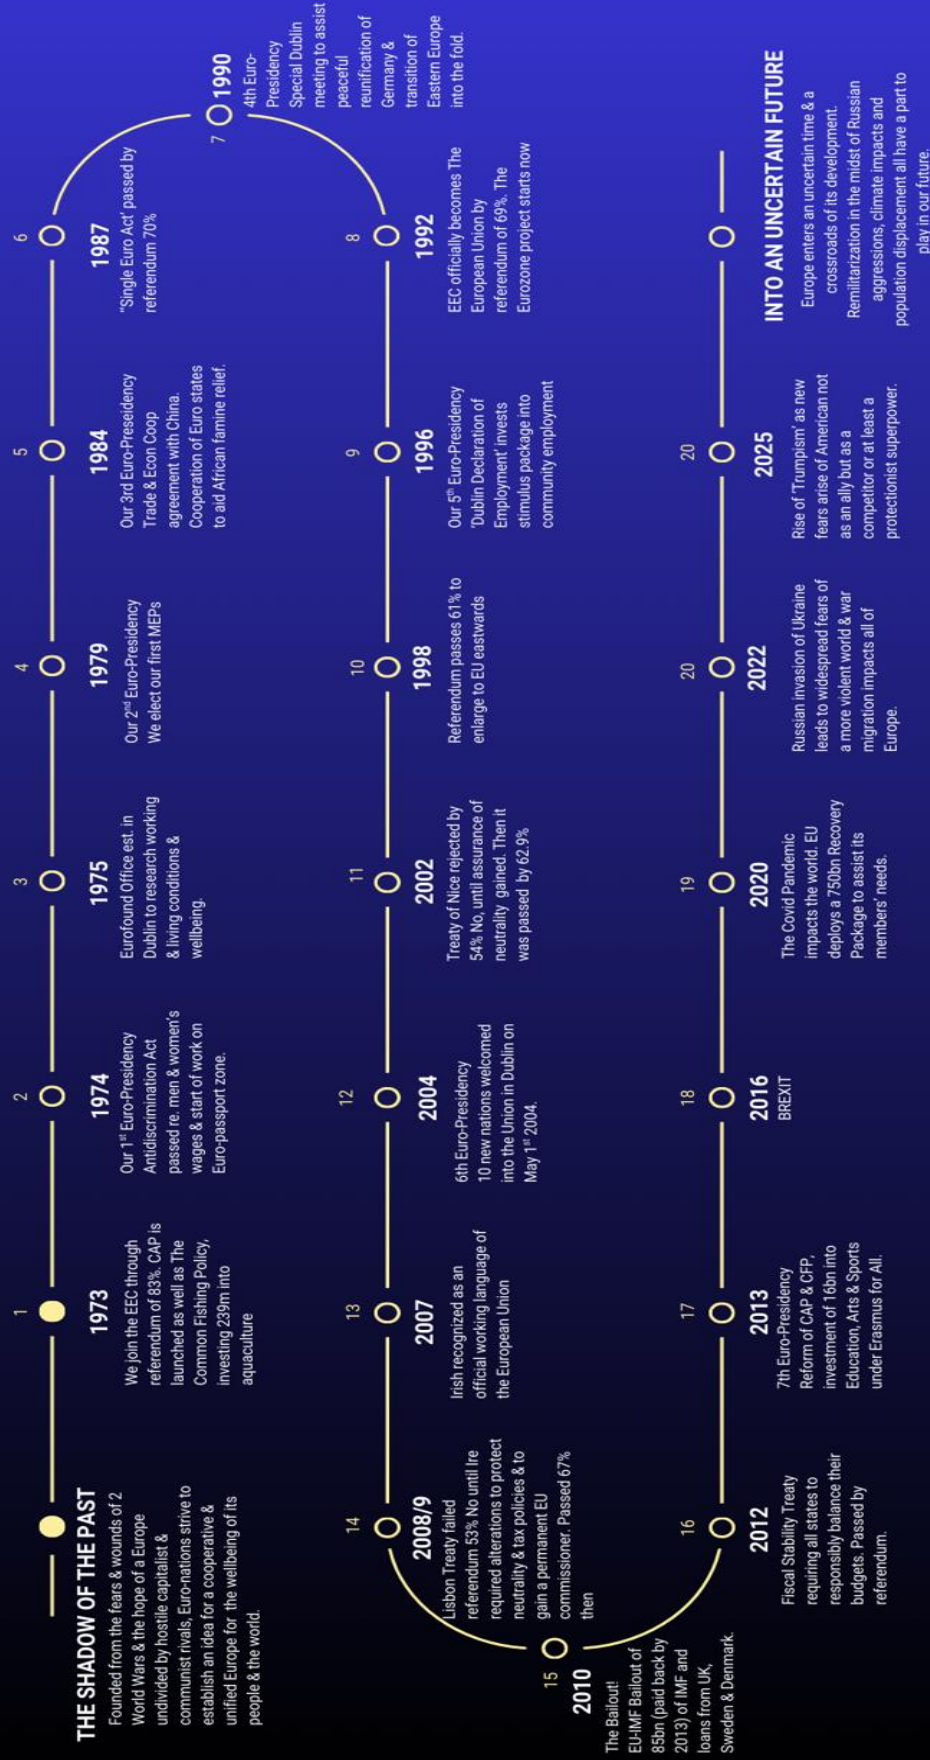 THE SHADOW OF THE PAST
Founded from the fears & wounds of 2
World Wars & the hope of a Europe
undivided by hostile capitalist &
communist rivals, Euro-nations strive to
establish an idea for a cooperative &
unified Europe for the wellbeing of its
people & the world.
1
1973
We join the EEC through
referendum of 83%. CAP is
launched as well as The
Common Fishing Policy,
investing 239m into
aquaculture
2
1974
Our 1st Euro-Presidency
Antidiscrimination Act
passed re. men & women's
wages & start of work on
Euro-passport zone.
3
1975
Eurofound Office est. in
Dublin to research working
& living conditions &
wellbeing.
4
1979
Our 2nd Euro-Presidency
We elect our first MEPs
5
1984
Our 3rd Euro-Preseidency
Trade & Econ Coop
agreement with China.
Cooperation of Euro states
to aid African famine relief.
6
1987
"Single Euro Act' passed by
referendum 70%
7
1990
4th Euro-
Presidency
Special Dublin
meeting to assist
peaceful
reunification of
Germany &
transition of
Eastern Europe
into the fold.
8
1992
EEC officially becomes The
European Union by
referendum of 69%. The
Eurozone project starts now
9
1996
Our 5th Euro-Presidency
'Dublin Declaration of
Employment' invests
stimulus package into
community employment
10
1998
Referendum passes 61% to
enlarge to EU eastwards
11
2002
Treaty of Nice rejected by
54% No, until assurance of
neutrality gained. Then it
was passed by 62.9%
12
2004
6th Euro-Presidency
10 new nations welcomed
into the Union in Dublin on
May 1st 2004.
13
2007
Irish recognized as an
official working language of
the European Union
14
2008/9
Lisbon Treaty failed
referendum 53% No until Ire
required alterations to protect
neutrality & tax policies & to
gain a permanent EU
commissioner. Passed 67%
then
15
2010
The Bailout!
EU-IMF Bailout of
85bn (paid back by
2013) of IMF and
loans from UK,
Sweden & Denmark.
16
2012
Fiscal Stability Treaty
requiring all states to
responsibly balance their
budgets. Passed by
referendum.
17
2013
7th Euro-Presidency
Reform of CAP & CFP,
investment of 16bn into
Education, Arts & Sports
under Erasmus for All.
18
2016
BREXIT
19
2020
The Covid Pandemic
impacts the world. EU
deploys a 750bn Recovery
Package to assist its
members' needs.
20
2022
Russian invasion of Ukraine
leads to widespread fears of
a more violent world & war
migration impacts all of
Europe.
20
2025
Rise of 'Trumpism' as new
fears arise of American not
as an ally but as a
competitor or at least a
protectionist superpower.
INTO AN UNCERTAIN FUTURE
Europe enters an uncertain time & a
crossroads of its development.
Remilitarization in the midst of Russian
aggressions, climate impacts and
population displacement all have a part to
play in our future.